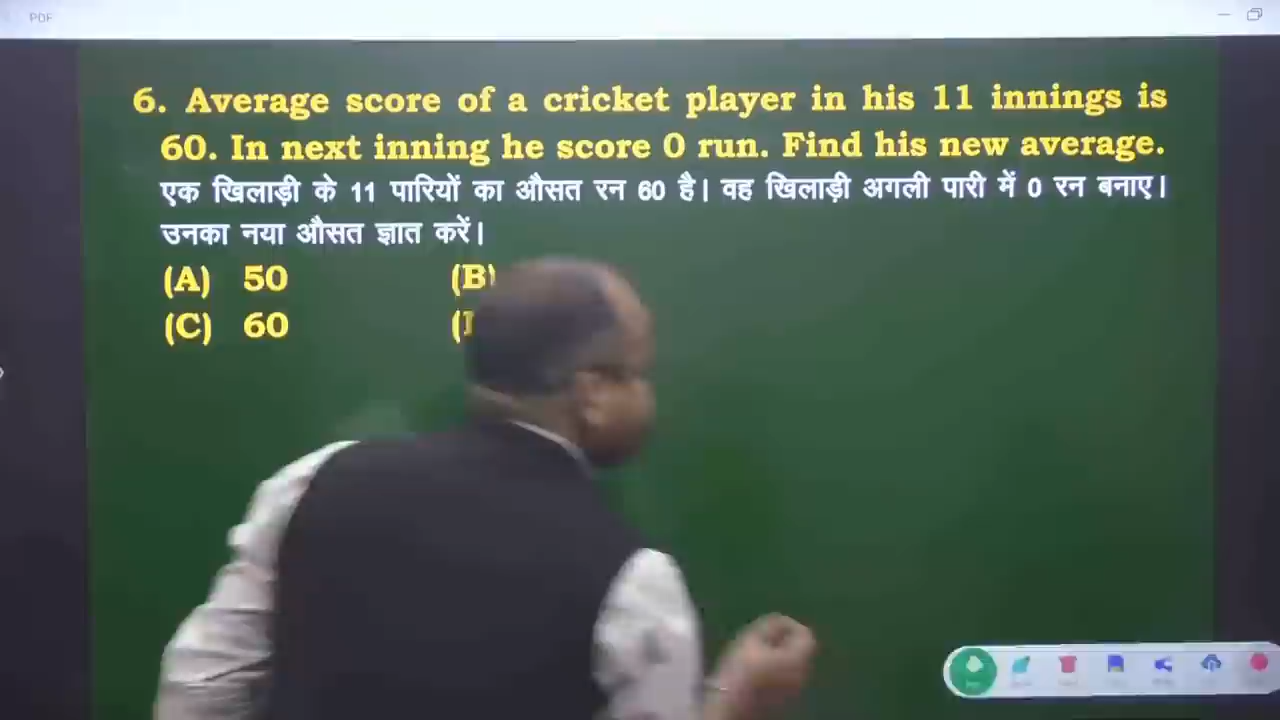 PDF
6. Average score of a cricket player in his 11 innings is
60. In next inning he score 0 run. Find his new average.
एक खिलाड़ी के 11 पारियों का औसत रन 60 है। वह खिलाड़ी अगली पारी में 0 रन बनाए।
उनका नया औसत ज्ञात करें।
(A) 50 (B)
(C) 60